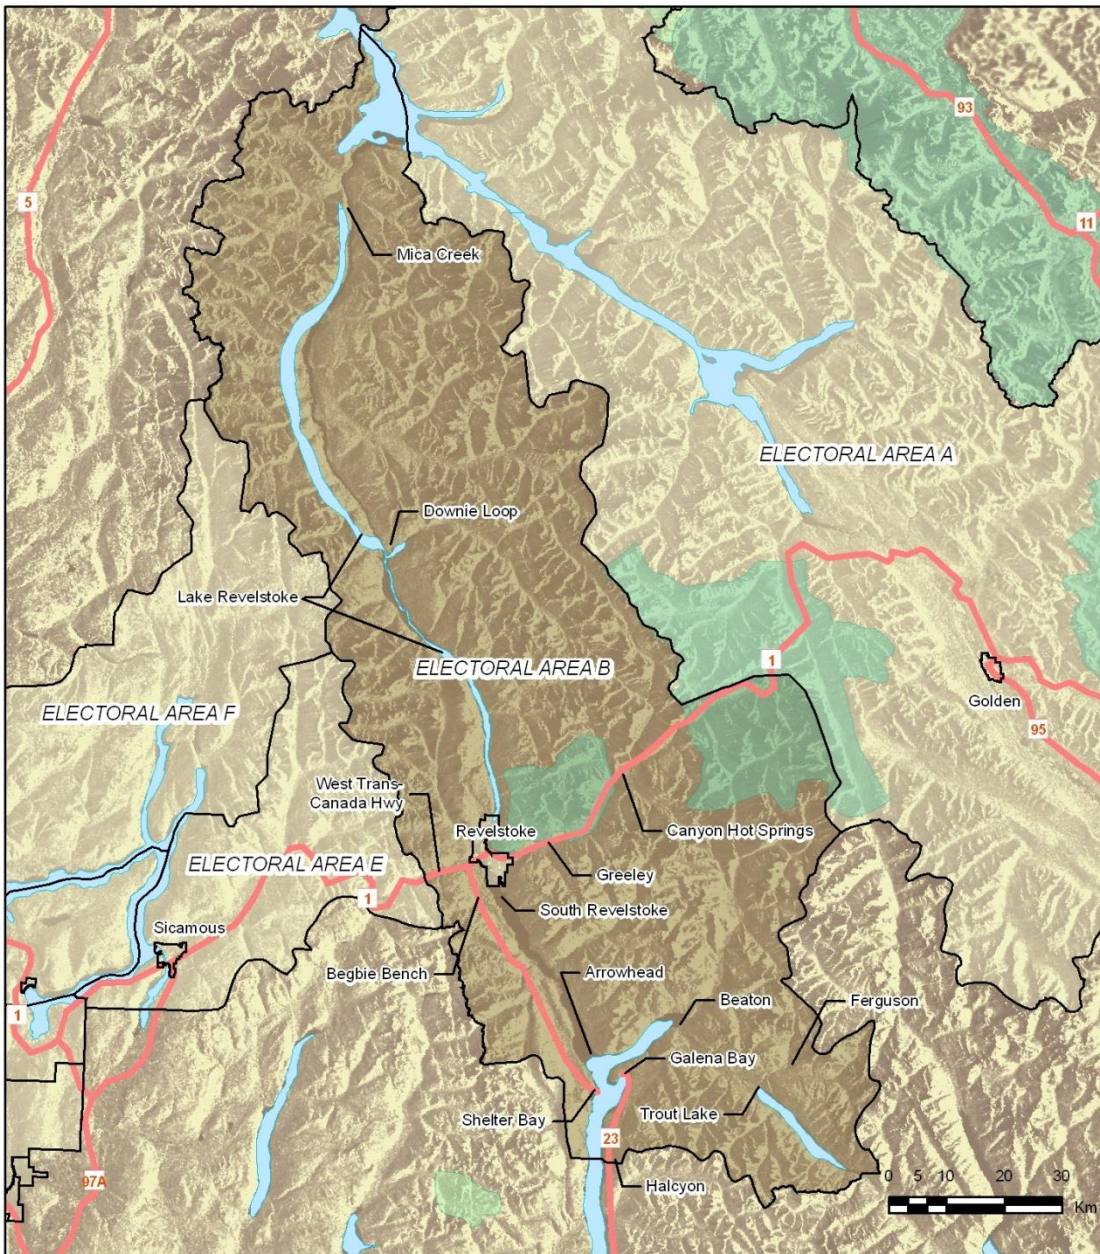 93
5
11
Mica Creek
ELECTORAL AREA A
Downie Loop
Lake Revelstoke
ELECTORAL AREA B
1
ELECTORAL AREA F
Golden
95
West Trans-
Canada Hwy
Revelstoke
Canyon Hot Springs
ELECTORAL AREA E
Greeley
1
South Revelstoke
Sicamous
Begbie Bench
Arrowhead
Beaton
Ferguson
1
Galena Bay
Shelter Bay
Trout Lake
23
97A
Halcyon
0 5 10 20 30
Km